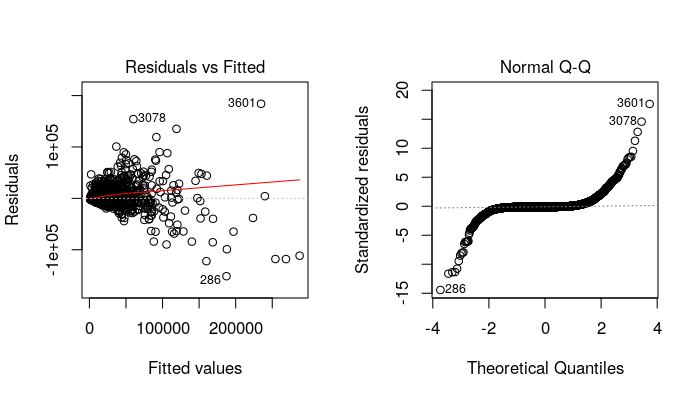 Residuals vs Fitted
3601
3078
286
Residuals
-1e+05
1e+05
0
100000
200000
Fitted values
Normal Q-Q
3601
3078
286
Standardized residuals
-15
-5
0
5
10
20
-4
-2
0
2
4
Theoretical Quantiles